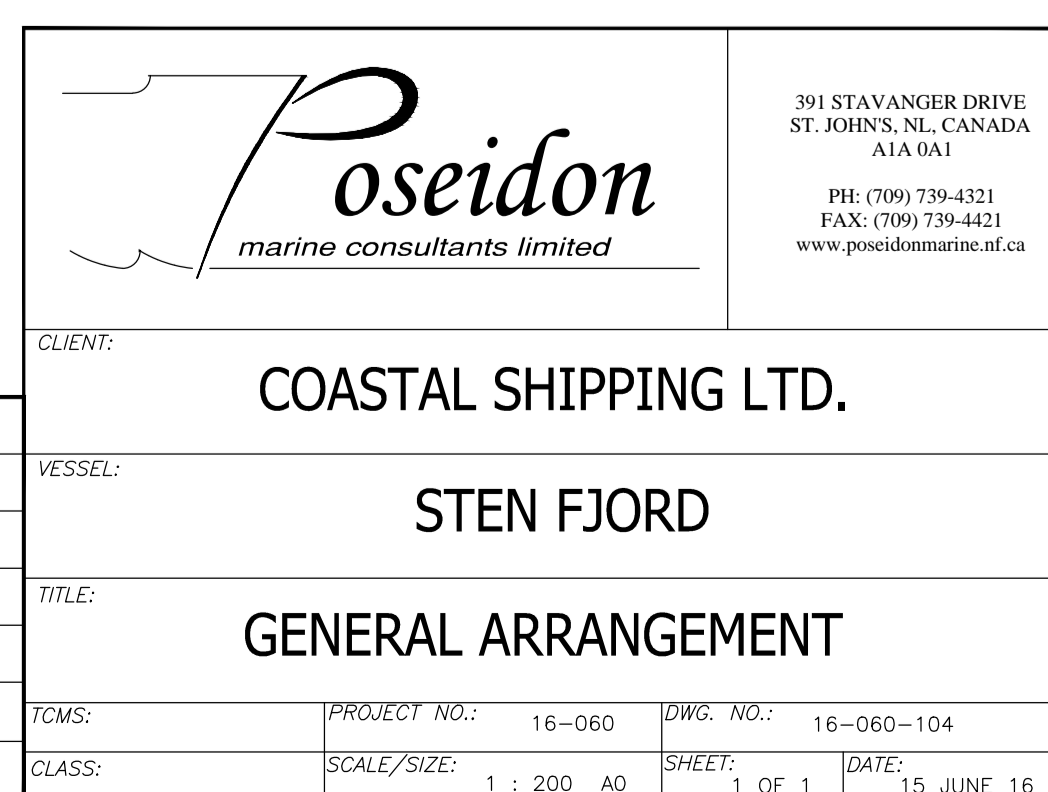 Poseidon
marine consultants limited
391 STAVANGER DRIVE
ST. JOHN'S, NL, CANADA
A1A 0A1
PH: (709) 739-4321
FAX: (709) 739-4421
www.poseidonmarine.nf.ca
CLIENT:
COASTAL SHIPPING LTD.
VESSEL:
STEN FJORD
TITLE:
GENERAL ARRANGEMENT
TCMS:
PROJECT NO.: 16-060
DWG. NO.: 16-060-104
CLASS:
SCALE/SIZE: 1 : 200 A0
SHEET: 1 OF 1
DATE: 15 JUNE 16